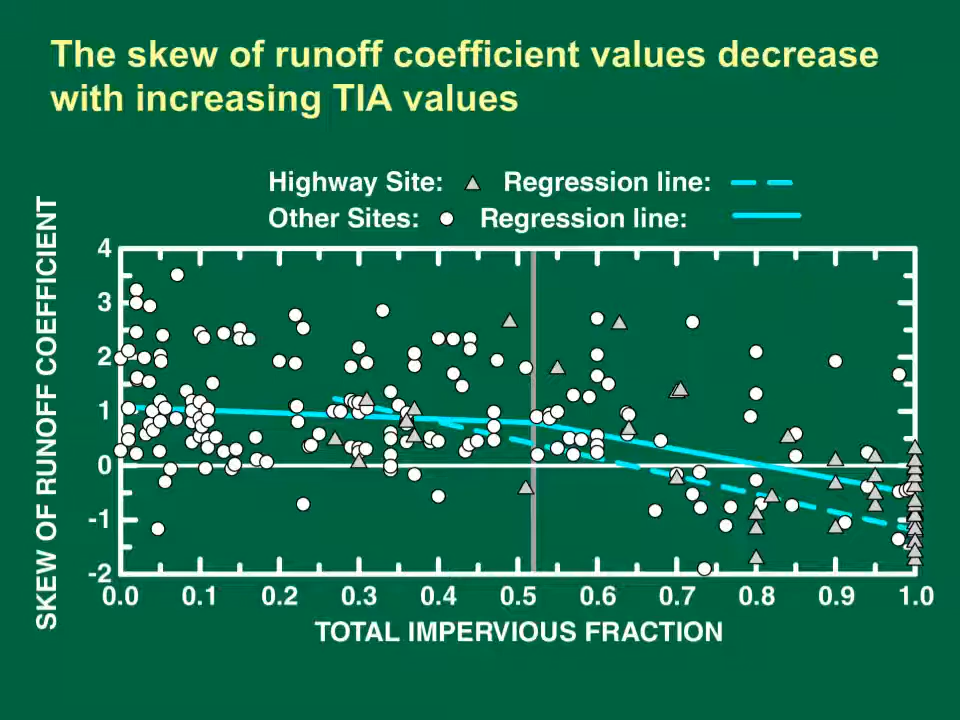 The skew of runoff coefficient values decrease
with increasing TIA values
Highway Site: Regression line:
Other Sites: Regression line:
SKEW OF RUNOFF COEFFICIENT
4
3
2
1
0
-1
-2
0.0 0.1 0.2 0.3 0.4 0.5 0.6 0.7 0.8 0.9 1.0
TOTAL IMPERVIOUS FRACTION